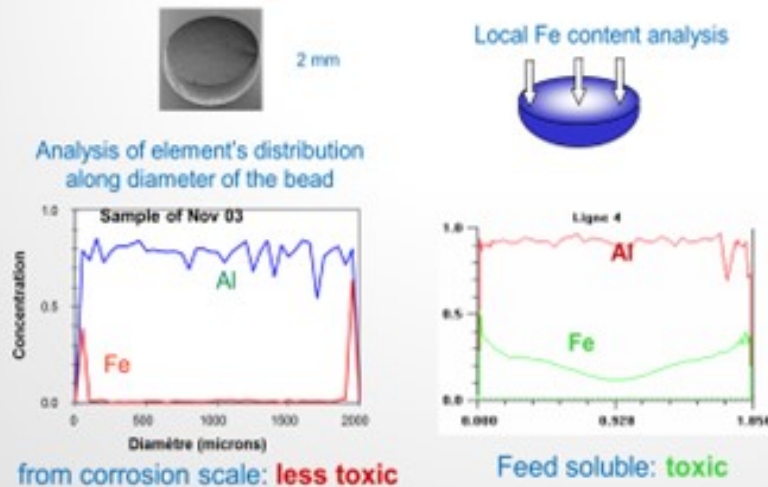 2 mm
Local Fe content analysis
Analysis of element's distribution
along diameter of the bead
Sample of Nov 03
1.0
0.5
0.0
Concentration
Al
Fe
0
500
1000
1500
2000
Diamètre (microns)
from corrosion scale: less toxic
Ligne 4
1.0
0.5
0.0
Al
Fe
0.000
0.928
Feed soluble: toxic